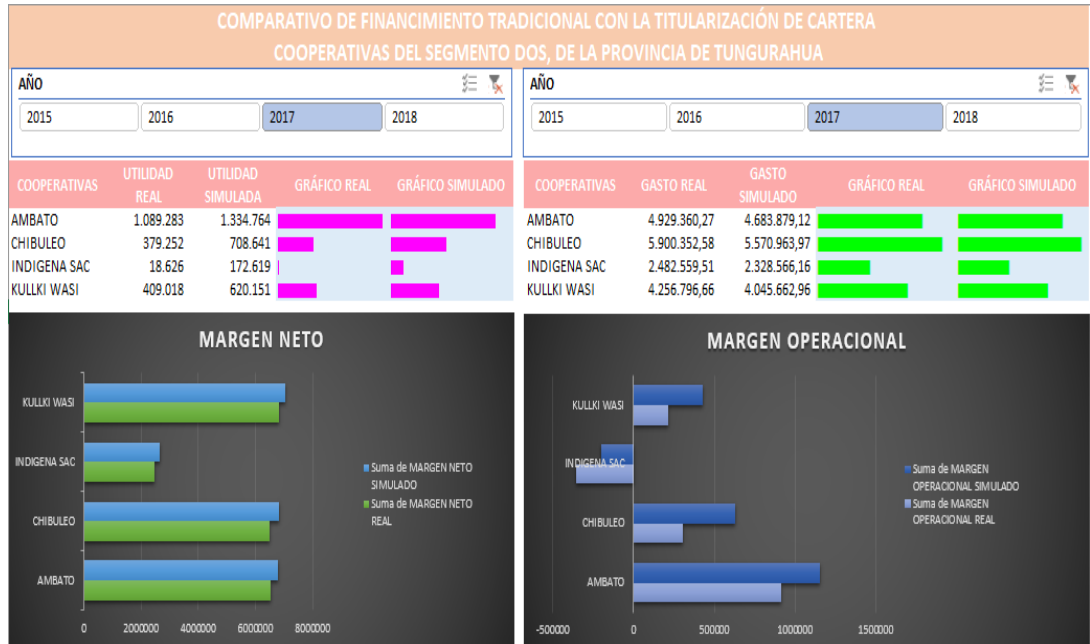 COMPARATIVO DE FINANCIMIENTO TRADICIONAL CON LA TITULARIZACIÓN DE CARTERA
COOPERATIVAS DEL SEGMENTO DOS, DE LA PROVINCIA DE TUNGURAHUA
AÑO
2015 2016 2017 2018
AÑO
2015 2016 2017 2018
COOPERATIVAS UTILIDAD REAL UTILIDAD SIMULADA GRÁFICO REAL GRÁFICO SIMULADO
AMBATO 1.089.283 1.334.764
CHIBULEO 379.252 708.641
INDIGENA SAC 18.626 172.619
KULLKI WASI 409.018 620.151
COOPERATIVAS GASTO REAL GASTO SIMULADO GRÁFICO REAL GRÁFICO SIMULADO
AMBATO 4.929.360,27 4.683.879,12
CHIBULEO 5.900.352,58 5.570.963,97
INDIGENA SAC 2.482.559,51 2.328.566,16
KULLKI WASI 4.256.796,66 4.045.662,96
MARGEN NETO
KULLKI WASI
INDIGENA SAC
CHIBULEO
AMBATO
0 2000000 4000000 6000000 8000000
Suma de MARGEN NETO
SIMULADO
Suma de MARGEN NETO
REAL
MARGEN OPERACIONAL
KULLKI WASI
INDIGENA SAC
CHIBULEO
AMBATO
-500000 0 500000 1000000 1500000
Suma de MARGEN
OPERACIONAL SIMULADO
Suma de MARGEN
OPERACIONAL REAL